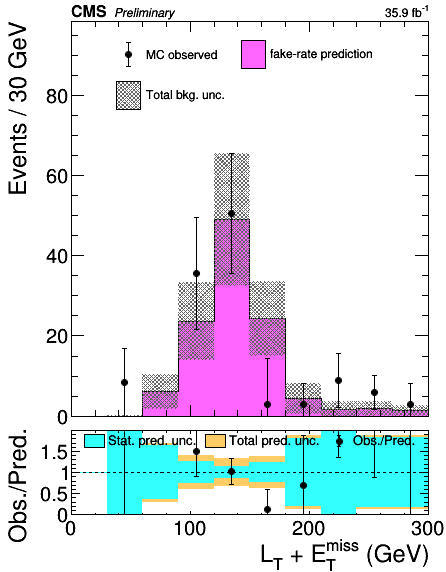 CMS Preliminary 35.9 fb⁻¹
Events / 30 GeV
MC observed fake-rate prediction
Total bkg. unc.
80
60
40
20
0
Obs./Pred.
Stat. pred. unc. Total pred. unc. Obs./Pred.
1.5
1
0.5
0
0 100 200 300
L_T + E_T^miss (GeV)